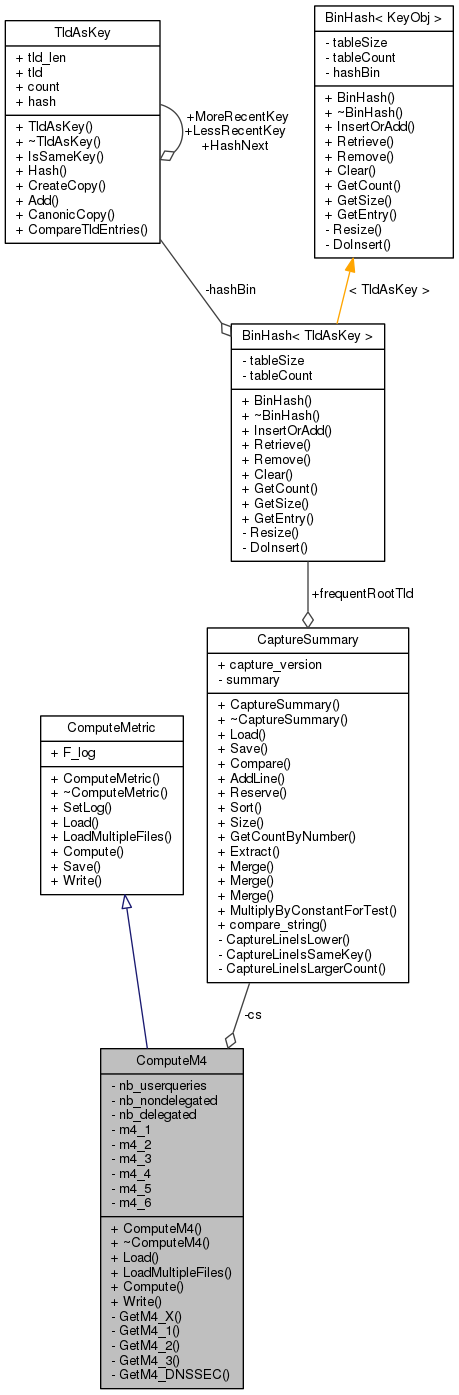 TldAsKey
+ tld_len
+ tld
+ count
+ hash
+ TldAsKey()
+ ~TldAsKey()
+ IsSameKey()
+ Hash()
+ CreateCopy()
+ Add()
+ CanonicCopy()
+ CompareTldEntries()
+MoreRecentKey
+LessRecentKey
+HashNext
BinHash< KeyObj >
- tableSize
- tableCount
- hashBin
+ BinHash()
+ ~BinHash()
+ InsertOrAdd()
+ Retrieve()
+ Remove()
+ Clear()
+ GetCount()
+ GetSize()
+ GetEntry()
- Resize()
- DoInsert()
-hashBin
< TldAsKey >
BinHash< TldAsKey >
- tableSize
- tableCount
+ BinHash()
+ ~BinHash()
+ InsertOrAdd()
+ Retrieve()
+ Remove()
+ Clear()
+ GetCount()
+ GetSize()
+ GetEntry()
- Resize()
- DoInsert()
+frequentRootTld
CaptureSummary
+ capture_version
- summary
+ CaptureSummary()
+ ~CaptureSummary()
+ Load()
+ Save()
+ Compare()
+ AddLine()
+ Reserve()
+ Sort()
+ Size()
+ GetCountByNumber()
+ Extract()
+ Merge()
+ Merge()
+ Merge()
+ MultiplyByConstantForTest()
+ compare_string()
- CaptureLineIsLower()
- CaptureLineIsSameKey()
- CaptureLineIsLargerCount()
ComputeMetric
+ F_log
+ ComputeMetric()
+ ~ComputeMetric()
+ SetLog()
+ Load()
+ LoadMultipleFiles()
+ Compute()
+ Save()
+ Write()
-cs
ComputeM4
- nb_userqueries
- nb_nondelegated
- nb_delegated
- m4_1
- m4_2
- m4_3
- m4_4
- m4_5
- m4_6
+ ComputeM4()
+ ~ComputeM4()
+ Load()
+ LoadMultipleFiles()
+ Compute()
+ Write()
- GetM4_X()
- GetM4_1()
- GetM4_2()
- GetM4_3()
- GetM4_DNSSEC()